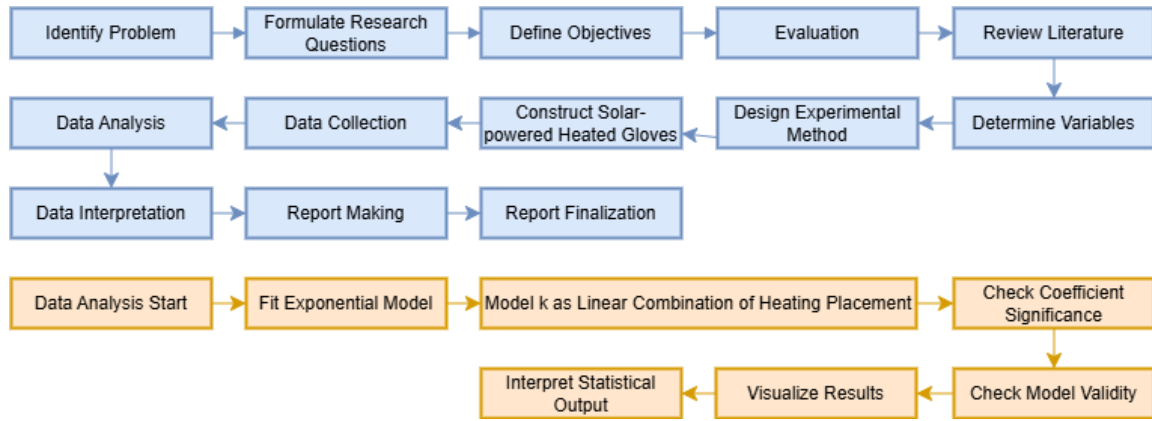 Identify Problem
Formulate Research
Questions
Define Objectives
Evaluation
Review Literature
Determine Variables
Design Experimental
Method
Construct Solar-
powered Heated Gloves
Data Collection
Data Analysis
Data Interpretation
Report Making
Report Finalization
Data Analysis Start
Fit Exponential Model
Model k as Linear Combination of Heating Placement
Check Coefficient
Significance
Check Model Validity
Visualize Results
Interpret Statistical
Output